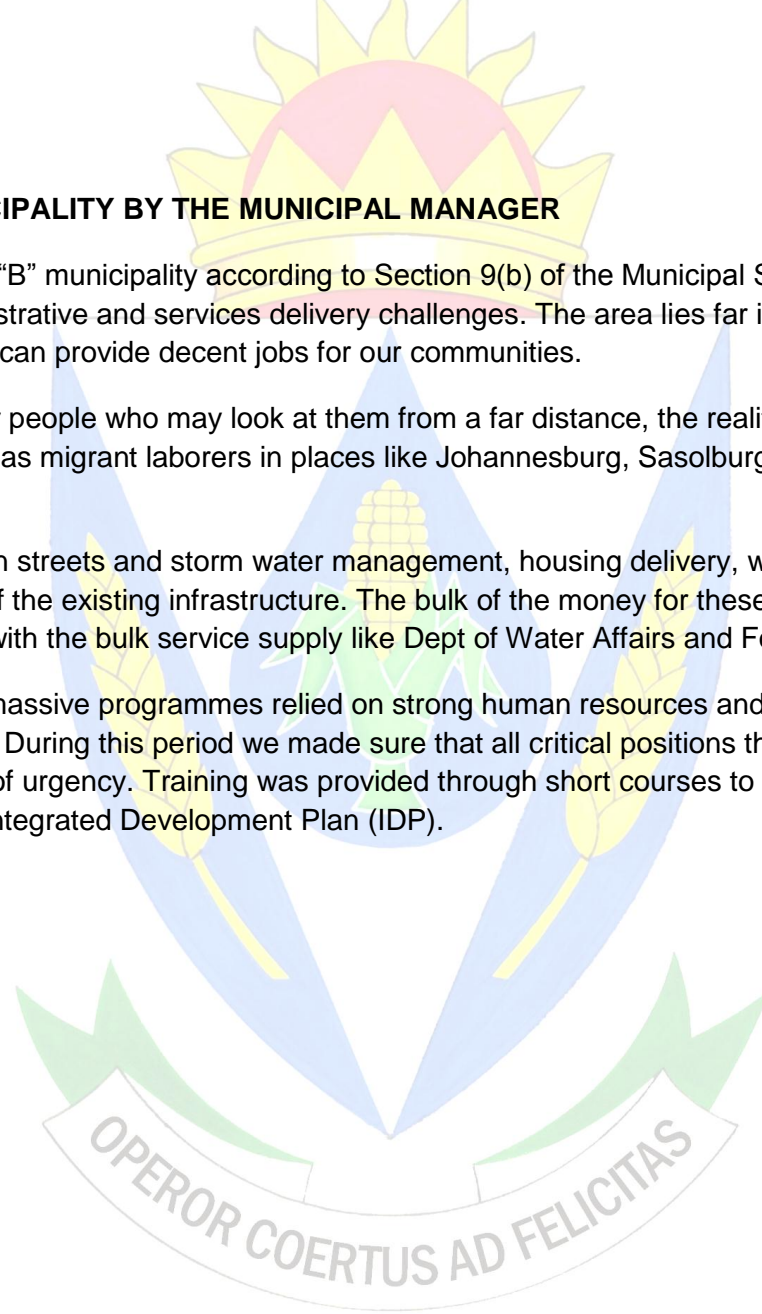 CIPALITY BY THE MUNICIPAL MANAGER
“B” municipality according to Section 9(b) of the Municipal S
strative and services delivery challenges. The area lies far i
can provide decent jobs for our communities.
r people who may look at them from a far distance, the reali
as migrant laborers in places like Johannesburg, Sasolburg
n streets and storm water management, housing delivery, w
f the existing infrastructure. The bulk of the money for these
with the bulk service supply like Dept of Water Affairs and Fo
massive programmes relied on strong human resources and
During this period we made sure that all critical positions th
of urgency. Training was provided through short courses to
ntegrated Development Plan (IDP).
OPEROR COERTUS AD FELICITAS